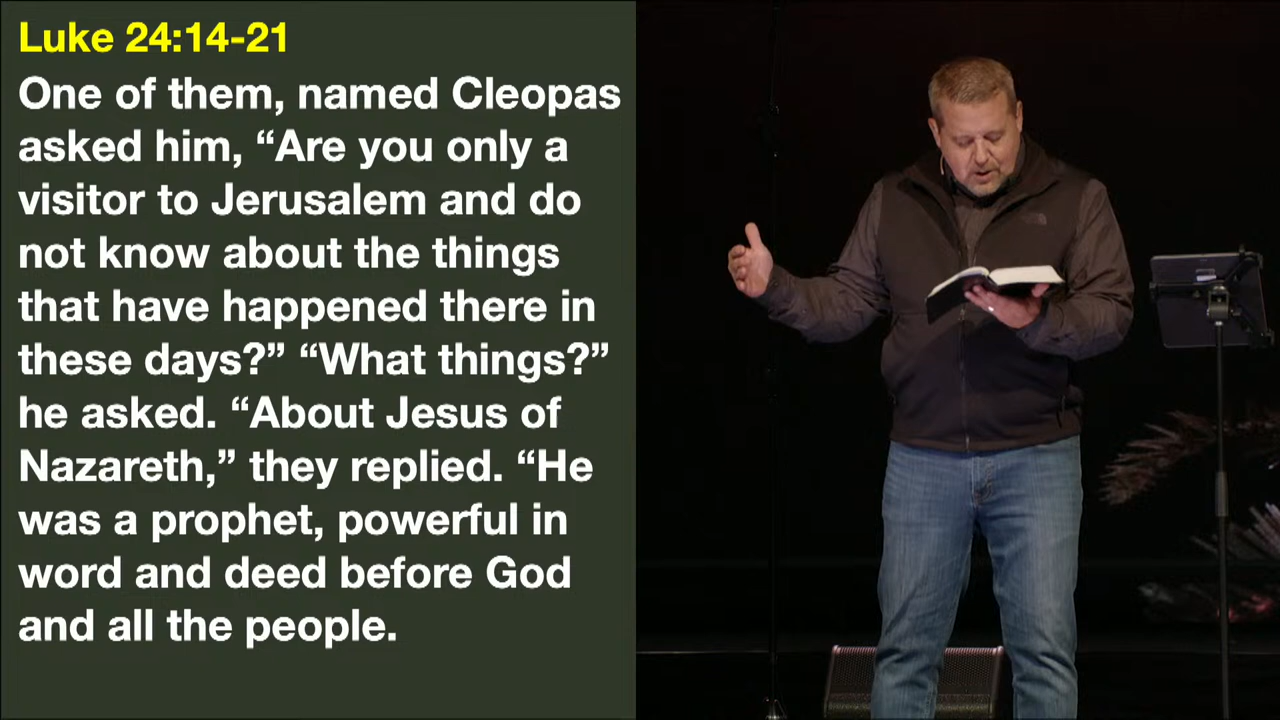 Luke 24:14-21
One of them, named Cleopas
asked him, “Are you only a
visitor to Jerusalem and do
not know about the things
that have happened there in
these days?” “What things?”
he asked. “About Jesus of
Nazareth,” they replied. “He
was a prophet, powerful in
word and deed before God
and all the people.